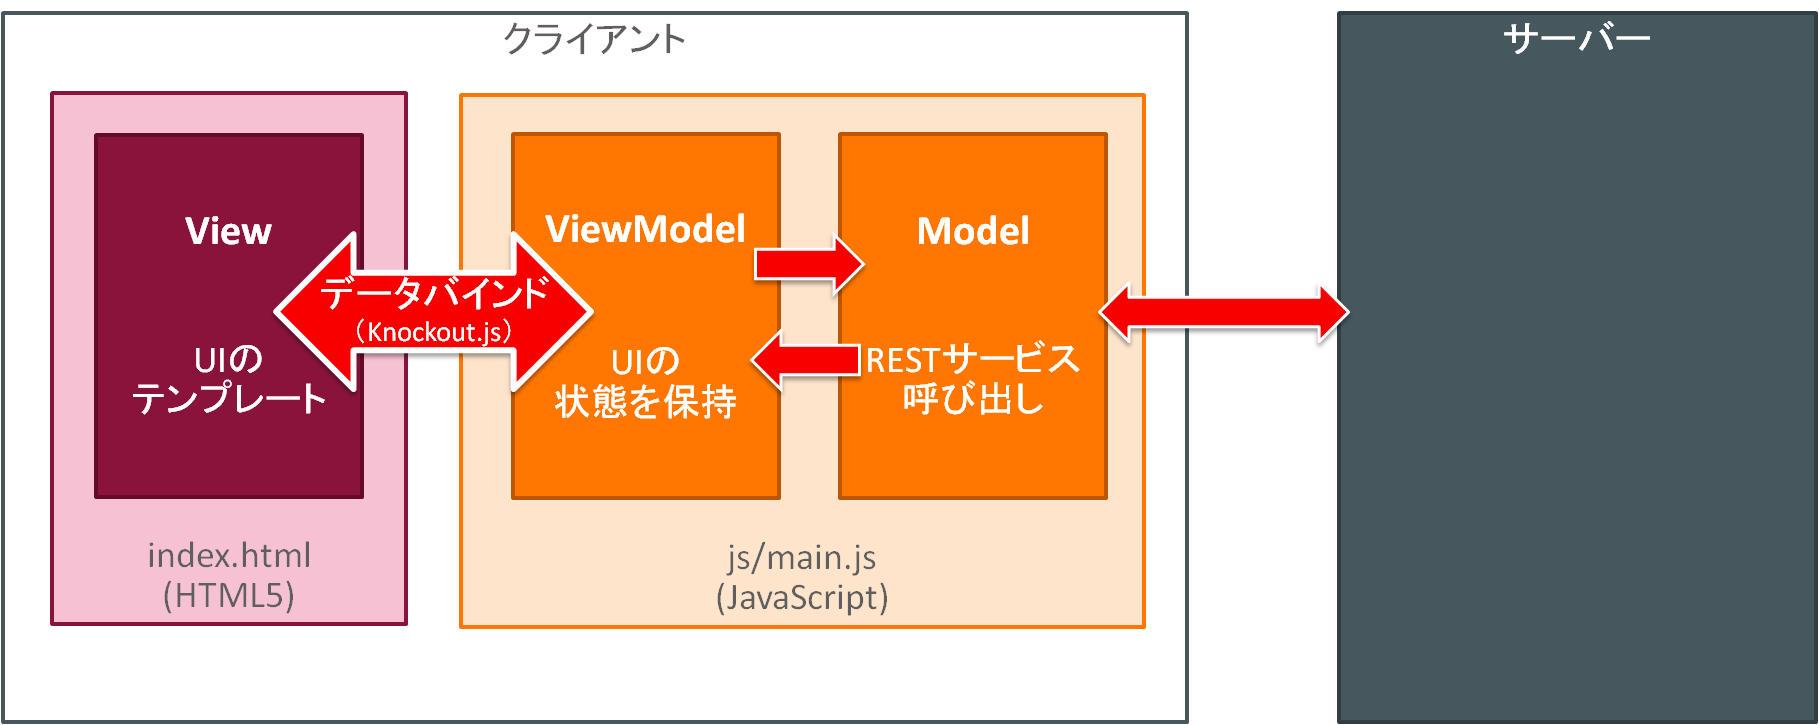 クライアント
サーバー
View
データバインド
（Knockout.js）
UIの
テンプレート
index.html
(HTML5)
ViewModel
UIの
状態を保持
Model
RESTサービス
呼び出し
js/main.js
(JavaScript)